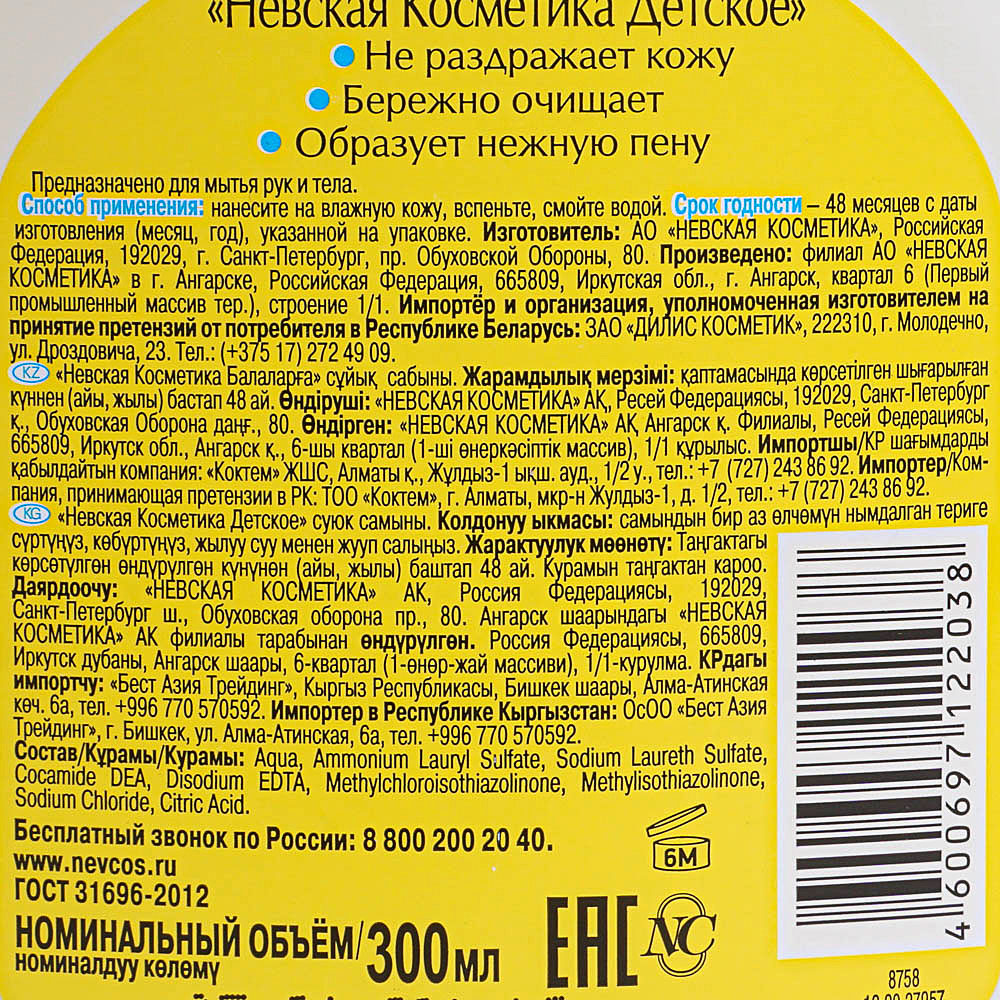 «Невская Косметика Детское»
Не раздражает кожу
Бережно очищает
Образует нежную пену
Предназначено для мытья рук и тела.
Способ применения: нанесите на влажную кожу, вспеньте, смойте водой. Срок годности – 48 месяцев с даты
изготовления (месяц, год), указанной на упаковке. Изготовитель: АО «НЕВСКАЯ КОСМЕТИКА», Российская
Федерация, 192029, г. Санкт-Петербург, пр. Обуховской Обороны, 80. Произведено: филиал АО «НЕВСКАЯ
КОСМЕТИКА» в г. Ангарске, Российская Федерация, 665809, Иркутская обл., г. Ангарск, квартал 6 (Первый
промышленный массив тер.), строение 1/1. Импортёр и организация, уполномоченная изготовителем на
принятие претензий от потребителя в Республике Беларусь: ЗАО «ДИЛИС КОСМЕТИК», 222310, г. Молодечно,
ул. Дроздовича, 23. Тел.: (+375 17) 272 49 09.
KZ «Невская Косметика Балаларға» сұйық сабыны. Жарамдылық мерзімі: қаптамасында көрсетілген шығарылған
күннен (айы, жылы) бастап 48 ай. Өндіруші: «НЕВСКАЯ КОСМЕТИКА» АҚ, Ресей Федерациясы, 192029, Санкт-Петербург
қ., Обуховская Оборона даңғ., 80. Өндірген: «НЕВСКАЯ КОСМЕТИКА» АҚ Ангарск қ. Филиалы, Ресей Федерациясы,
665809, Иркутск обл., Ангарск қ., 6-шы квартал (1-ші өнеркәсіптік массив), 1/1 құрылыс. Импортшы/КР шағымдарды
қабылдайтын компания: «Коктем» ЖШС, Алматы қ., Жұлдыз-1 ықш. ауд., 1/2 у., тел.: +7 (727) 243 86 92. Импортер/Ком-
пания, принимающая претензии в РК: ТОО «Коктем», г. Алматы, мкр-н Жулдыз-1, д. 1/2, тел.: +7 (727) 243 86 92.
KG «Невская Косметика Детское» суюк самыны. Колдонуу ыкмасы: самындын бир аз өлчөмүн нымдалган териге
сүртүңүз, көбүртүңүз, жылуу суу менен жууп салыңыз. Жарактуулук мөөнөтү: Таңгактагы
көрсөтүлгөн өндүрүлгөн күнүнөн (айы, жылы) баштап 48 ай. Курамын таңгактан кароо.
Даярдоочу: «НЕВСКАЯ КОСМЕТИКА» АК, Россия Федерациясы, 192029,
Санкт-Петербург ш., Обуховская оборона пр., 80. Ангарск шаарындагы «НЕВСКАЯ
КОСМЕТИКА» АК филиалы тарабынан өндүрүлгөн. Россия Федерациясы, 665809,
Иркутск дубаны, Ангарск шаары, 6-квартал (1-өнөр-жай массиви), 1/1-курулма. КРдагы
импортчу: «Бест Азия Трейдинг», Кыргыз Республикасы, Бишкек шаары, Алма-Атинская
көч. 6а, тел. +996 770 570592. Импортер в Республике Кыргызстан: ОсОО «Бест Азия
Трейдинг», г. Бишкек, ул. Алма-Атинская, 6а, тел. +996 770 570592.
Состав/Құрамы/Курамы: Aqua, Ammonium Lauryl Sulfate, Sodium Laureth Sulfate,
Cocamide DEA, Disodium EDTA, Methylchloroisothiazolinone, Methylisothiazolinone,
Sodium Chloride, Citric Acid.
Бесплатный звонок по России: 8 800 200 20 40.
www.nevcos.ru
ГОСТ 31696-2012
6М
НОМИНАЛЬНЫЙ ОБЪЁМ/300 мл
номиналдуу көлөмү
EAC NC
4 600697 122038
8758